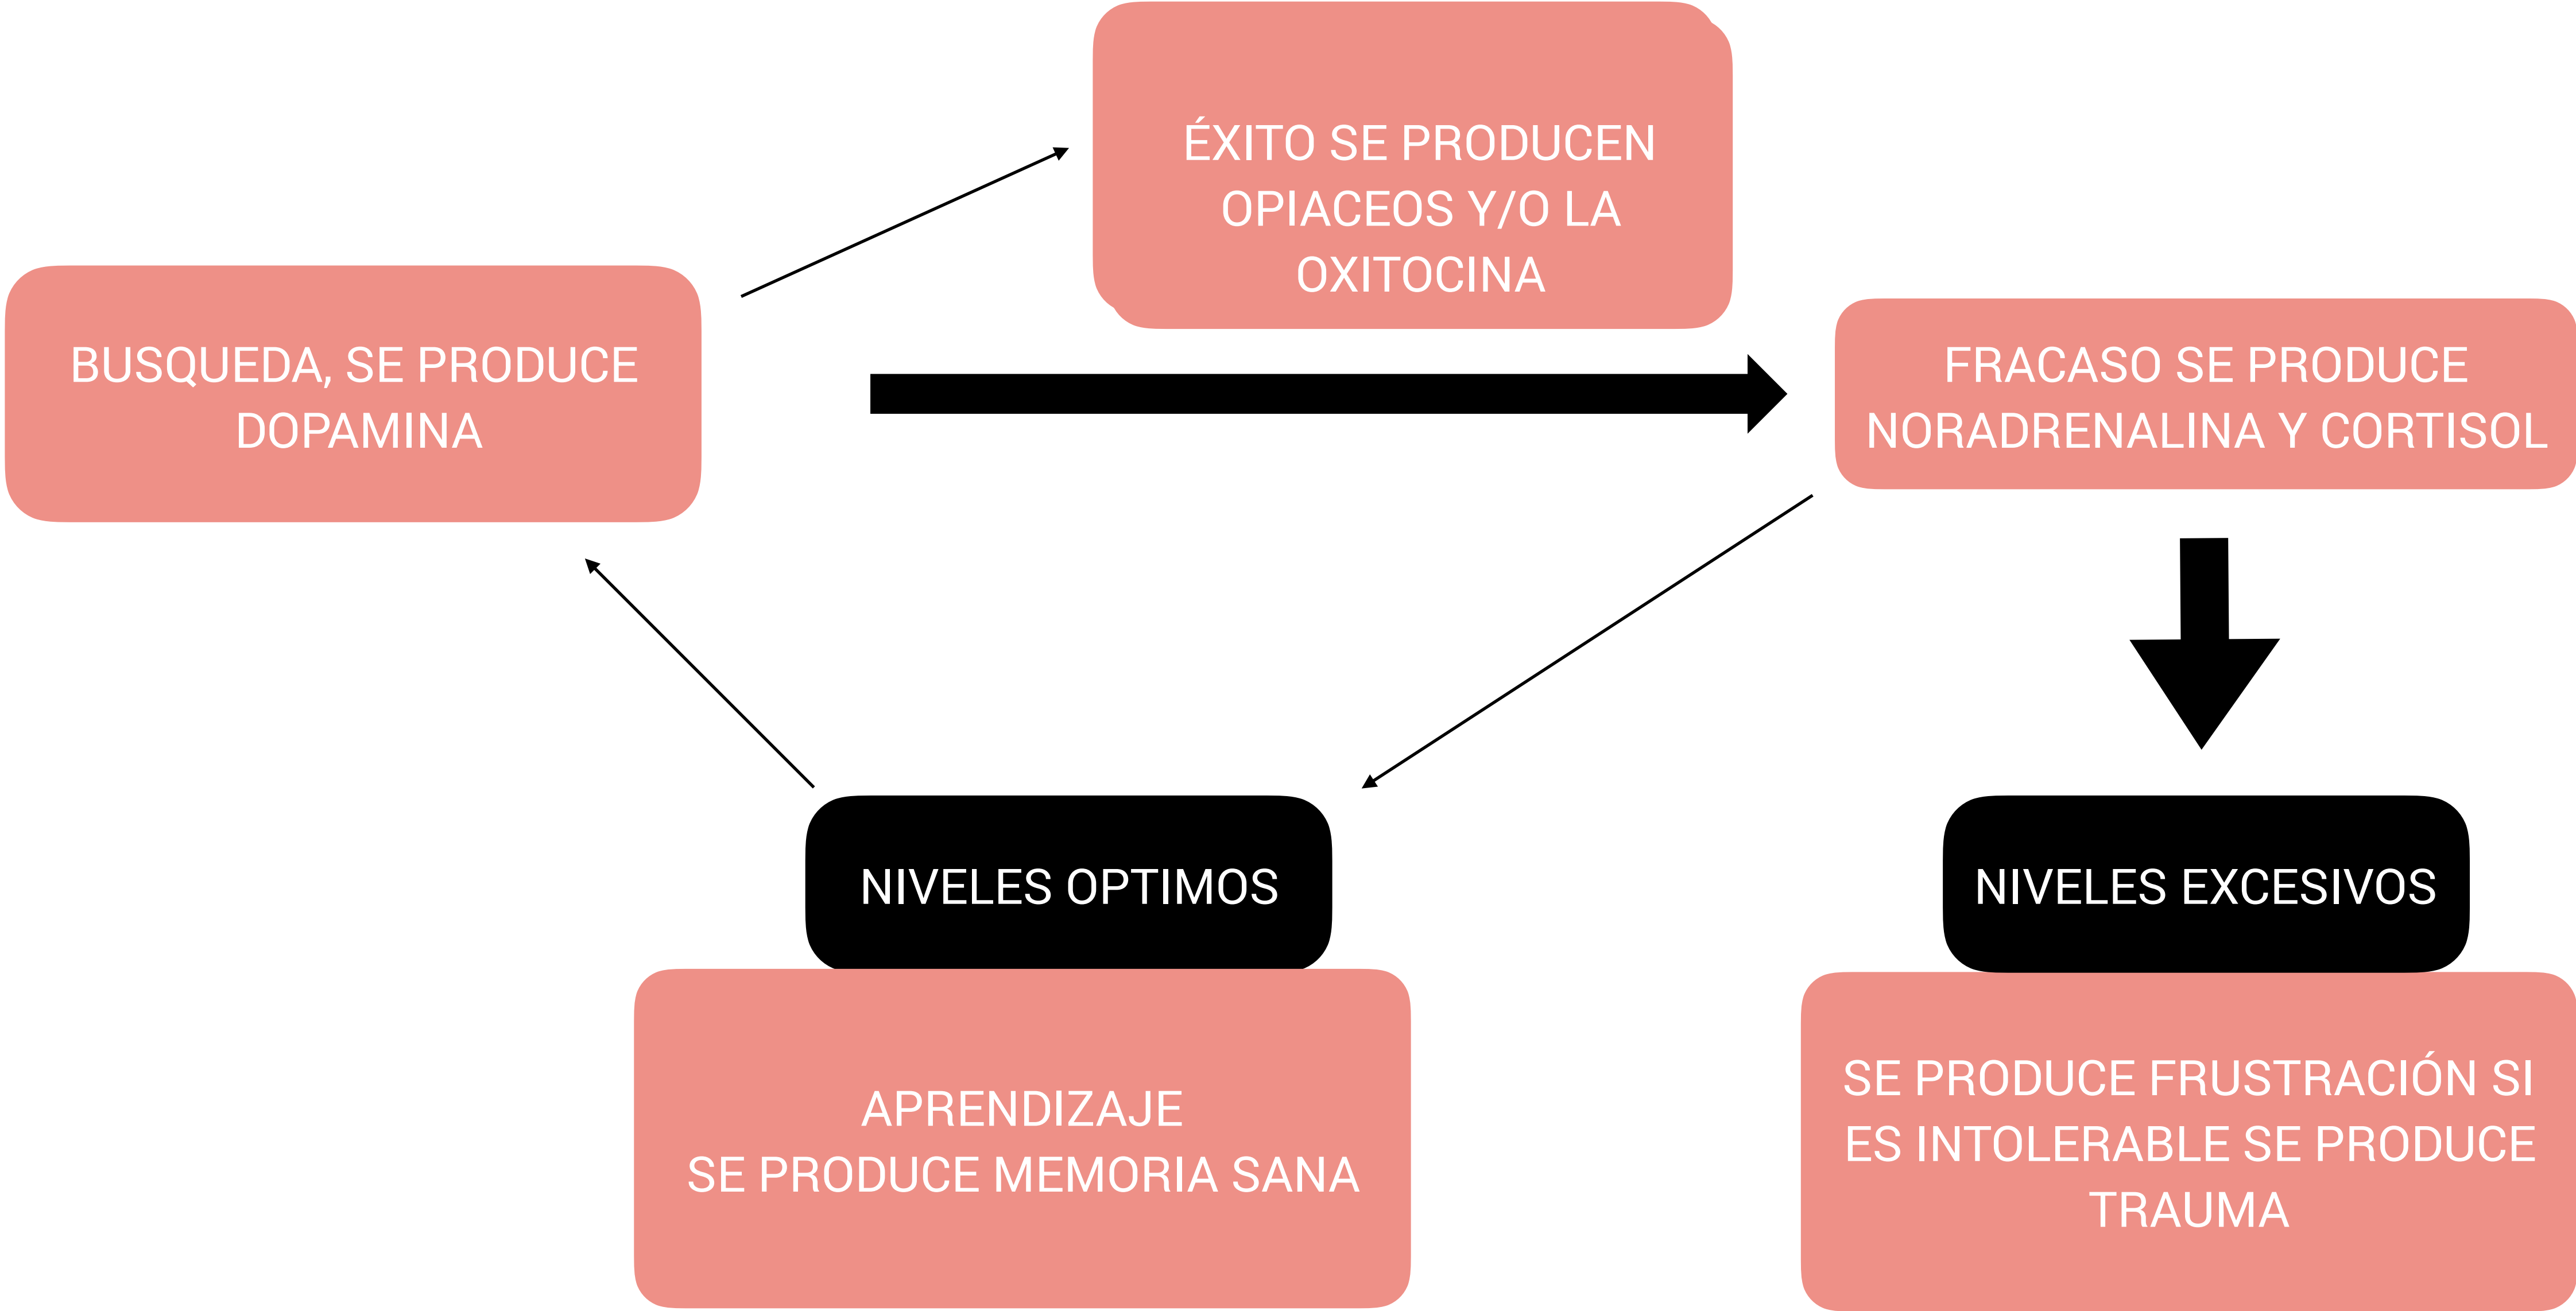 ÉXITO SE PRODUCEN
OPIACEOS Y/O LA
OXITOCINA
BUSQUEDA, SE PRODUCE
DOPAMINA
FRACASO SE PRODUCE
NORADRENALINA Y CORTISOL
NIVELES OPTIMOS
APRENDIZAJE
SE PRODUCE MEMORIA SANA
NIVELES EXCESIVOS
SE PRODUCE FRUSTRACIÓN SI
ES INTOLERABLE SE PRODUCE
TRAUMA